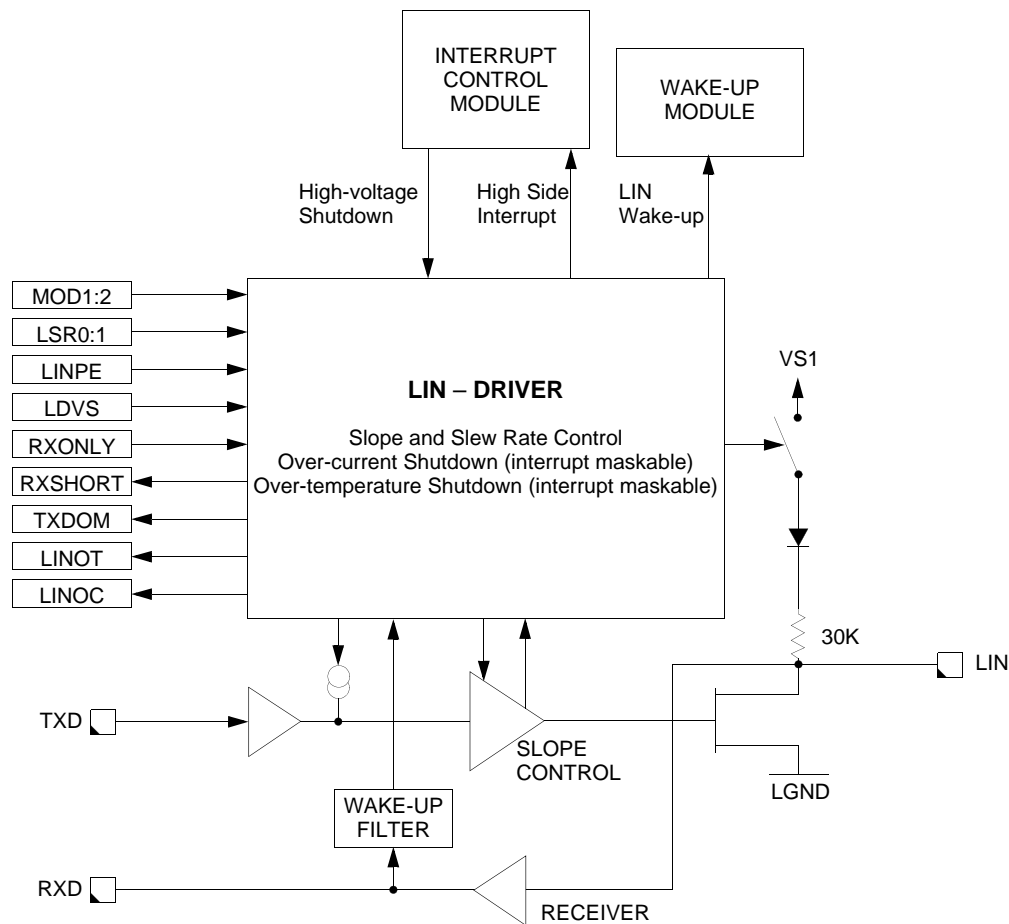 INTERRUPT
CONTROL
MODULE
WAKE-UP
MODULE
High-voltage
Shutdown
High Side
Interrupt
LIN
Wake-up
MOD1:2
LSR0:1
LINPE
LDVS
RXONLY
RXSHORT
TXDOM
LINOT
LINOC
LIN – DRIVER
Slope and Slew Rate Control
Over-current Shutdown (interrupt maskable)
Over-temperature Shutdown (interrupt maskable)
VS1
30K
LIN
TXD
SLOPE
CONTROL
LGND
WAKE-UP
FILTER
RXD
RECEIVER